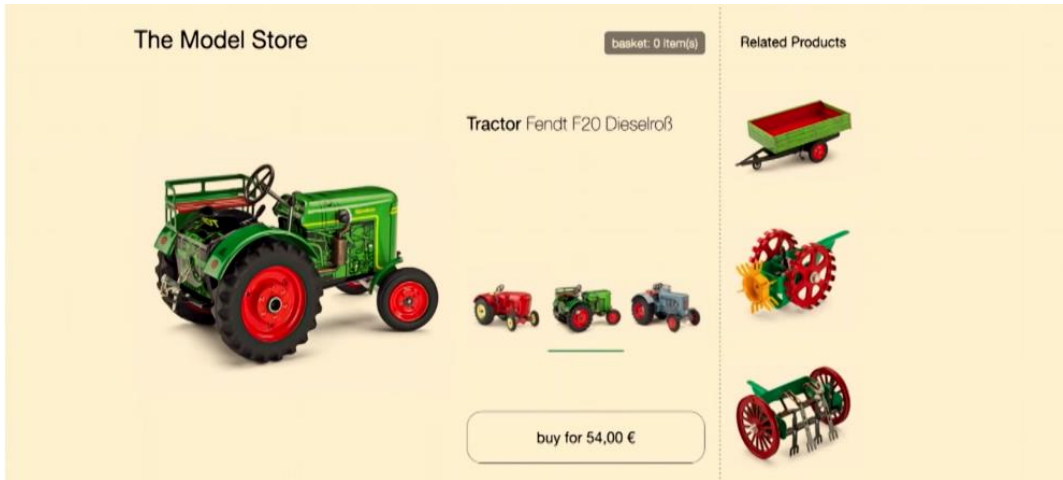 The Model Store
basket: 0 item(s)
Related Products
Tractor Fendt F20 Dieselroß
buy for 54,00 €